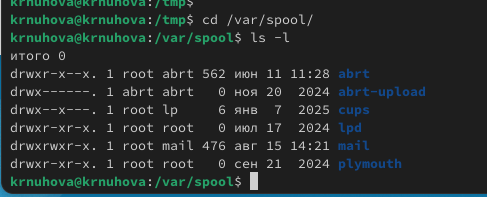 krnuhova@krnuhova:/tmp$
krnuhova@krnuhova:/tmp$ cd /var/spool/
krnuhova@krnuhova:/var/spool$ ls -l
итого 0
drwxr-x--x. 1 root abrt 562 июн 11 11:28 abrt
drwx------. 1 abrt abrt   0 ноя 20  2024 abrt-upload
drwx--x---. 1 root lp     6 янв  7  2025 cups
drwxr-xr-x. 1 root root   0 июл 17  2024 lpd
drwxrwxr-x. 1 root mail 476 авг 15 14:21 mail
drwxr-xr-x. 1 root root   0 сен 21  2024 plymouth
krnuhova@krnuhova:/var/spool$